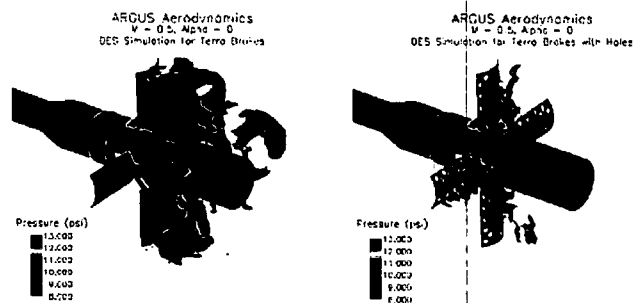 ARGUS Aerodynamics
M = 0.5, Alpha = 0
DES Simulation for Terra Brakes
Pressure (psi)
13.000
12.000
11.000
10.000
9.000
8.000
ARGUS Aerodynamics
M = 0.5, Alpha = 0
DES Simulation for Terra Brakes with Holes
Pressure (psi)
13.000
12.000
11.000
10.000
9.000
8.000